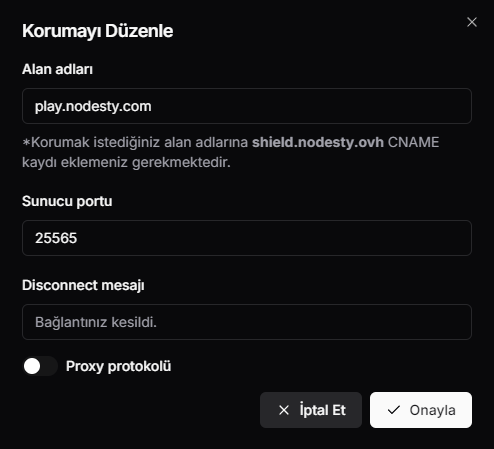 Korumayı Düzenle
Alan adları
play.nodesty.com
*Korumak istediğiniz alan adlarına shield.nodesty.ovh CNAME
kaydı eklemeniz gerekmektedir.
Sunucu portu
25565
Disconnect mesajı
Bağlantınız kesildi.
Proxy protokolü
İptal Et
Onayla